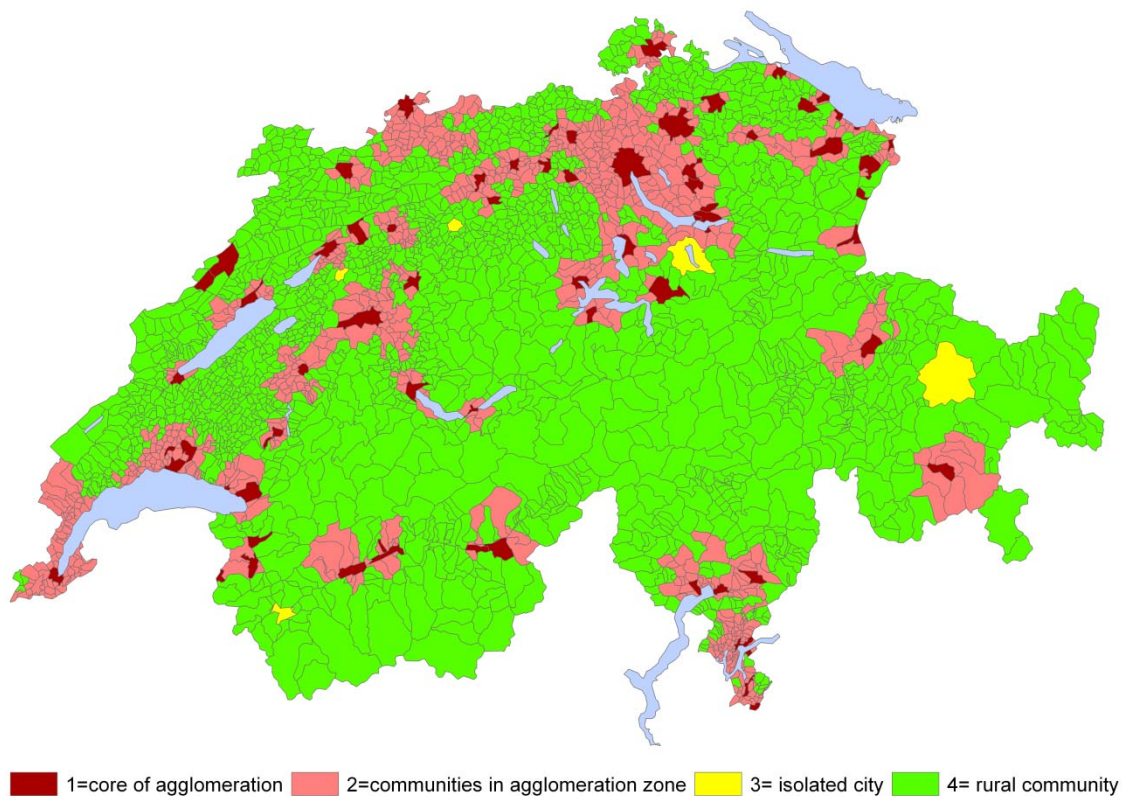 1=core of agglomeration 2=communities in agglomeration zone 3= isolated city 4= rural community